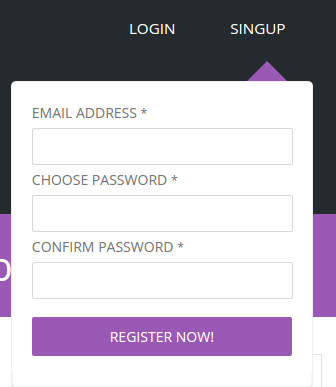 LOGIN SINGUP
EMAIL ADDRESS *
CHOOSE PASSWORD *
CONFIRM PASSWORD *
REGISTER NOW!